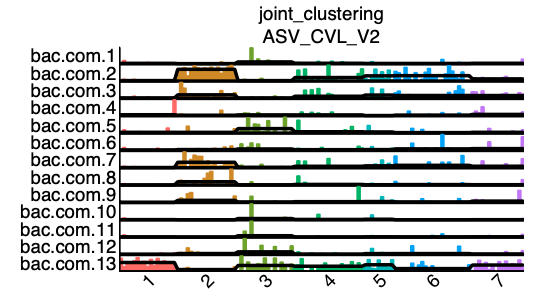 joint_clustering
ASV_CVL_V2
bac.com.1
bac.com.2
bac.com.3
bac.com.4
bac.com.5
bac.com.6
bac.com.7
bac.com.8
bac.com.9
bac.com.10
bac.com.11
bac.com.12
bac.com.13
1 2 3 4 5 6 7